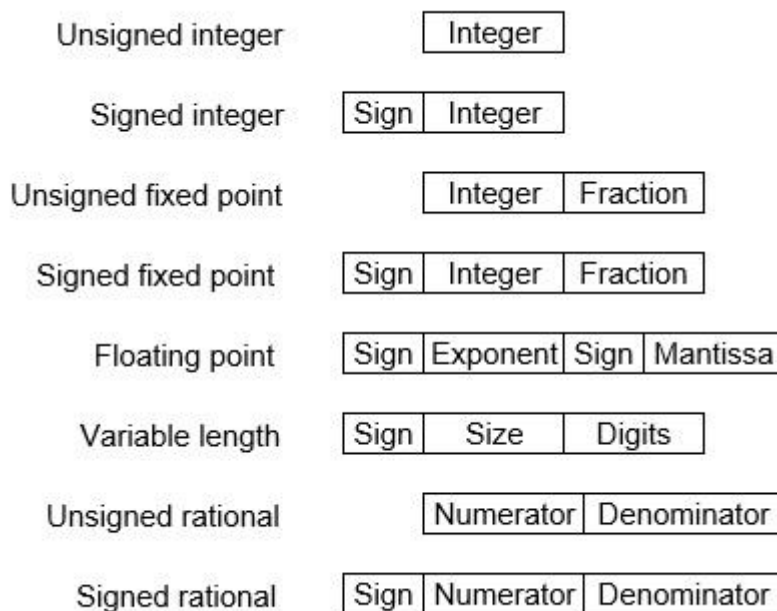 Unsigned integer Integer
Signed integer Sign Integer
Unsigned fixed point Integer Fraction
Signed fixed point Sign Integer Fraction
Floating point Sign Exponent Sign Mantissa
Variable length Sign Size Digits
Unsigned rational Numerator Denominator
Signed rational Sign Numerator Denominator